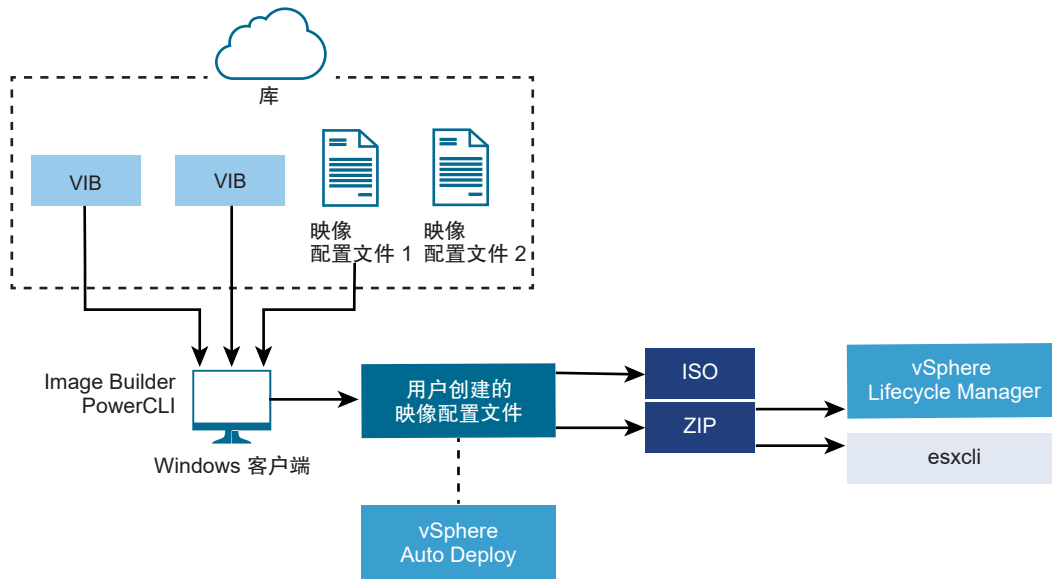 库
VIB
VIB
映像
配置文件 1
映像
配置文件 2
Image Builder
PowerCLI
Windows 客户端
用户创建的
映像配置文件
ISO
ZIP
vSphere
Lifecycle Manager
esxcli
vSphere
Auto Deploy